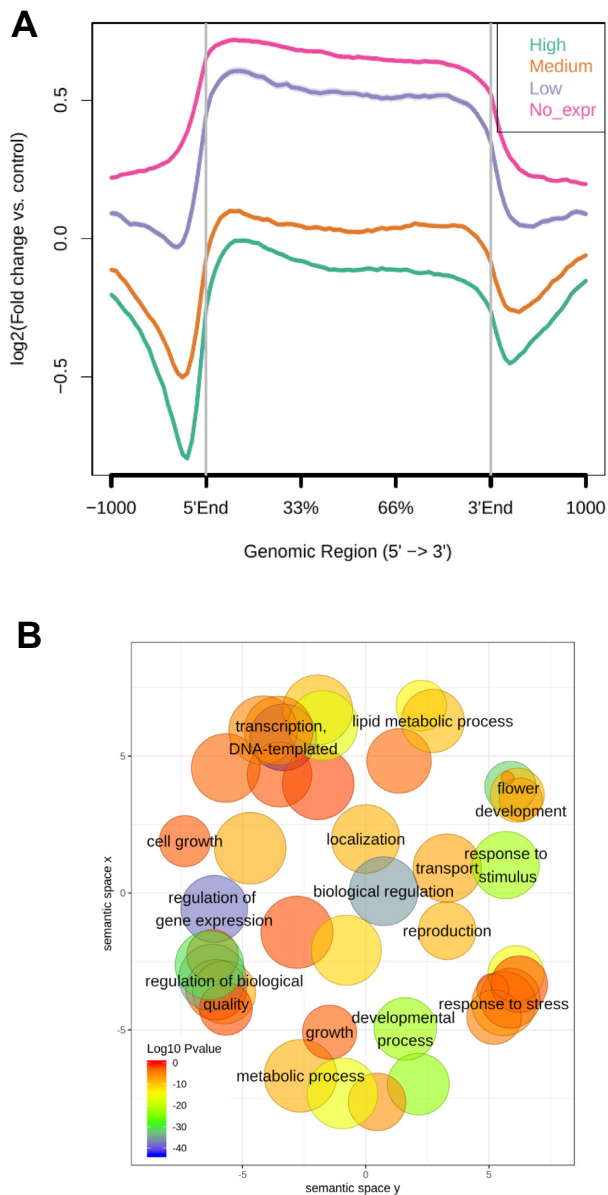 A
log2(Fold change vs. control)
0.5
0.0
−0.5
High
Medium
Low
No_expr
−1000
5'End
33%
66%
3'End
1000
Genomic Region (5' −> 3')
B
semantic space x
5
0
-5
transcription,
DNA-templated
lipid metabolic process
flower
development
cell growth
localization
transport
response to
stimulus
biological regulation
regulation of
gene expression
reproduction
regulation of biological
quality
response to stress
growth
developmental
process
metabolic process
Log10 Pvalue
0
-10
-20
-30
-40
-5
0
5
semantic space y